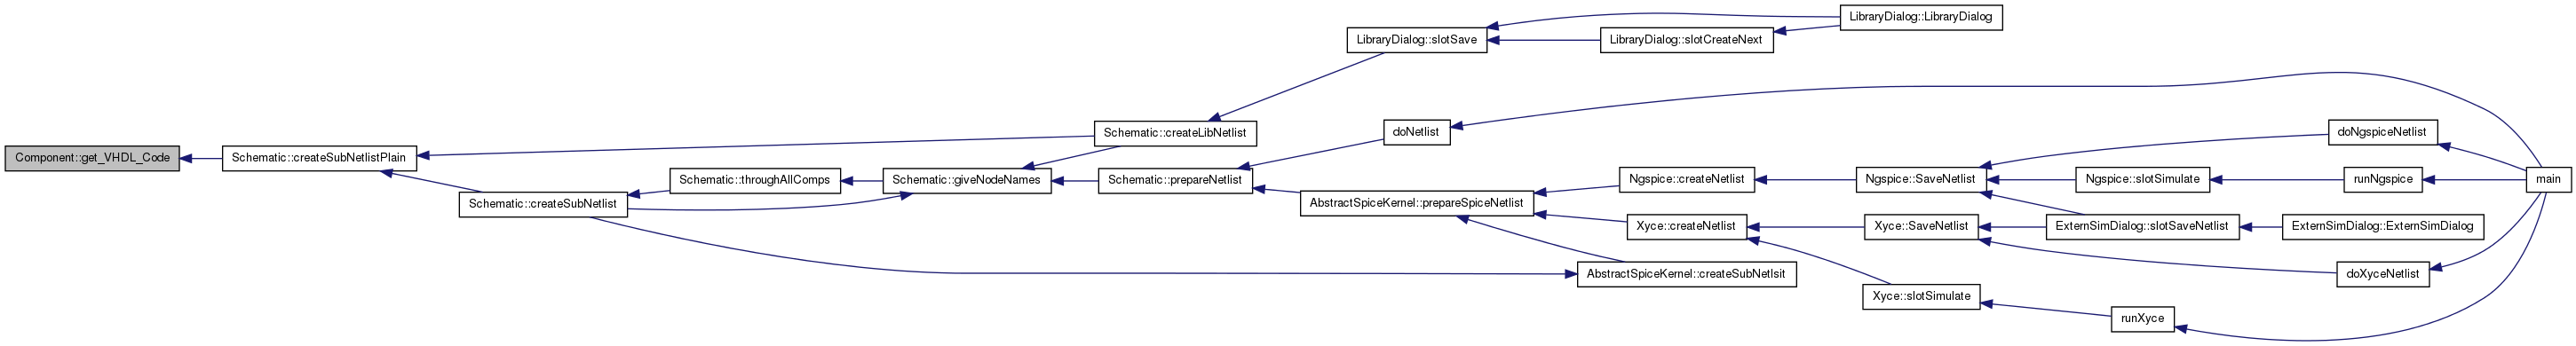 LibraryDialog::LibraryDialog
LibraryDialog::slotSave
LibraryDialog::slotCreateNext
Schematic::createLibNetlist
doNetlist
doNgspiceNetlist
Component::get_VHDL_Code
Schematic::createSubNetlistPlain
Schematic::throughAllComps
Schematic::giveNodeNames
Schematic::prepareNetlist
Ngspice::createNetlist
Ngspice::SaveNetlist
Ngspice::slotSimulate
runNgspice
main
Schematic::createSubNetlist
AbstractSpiceKernel::prepareSpiceNetlist
Xyce::createNetlist
Xyce::SaveNetlist
ExternSimDialog::slotSaveNetlist
ExternSimDialog::ExternSimDialog
AbstractSpiceKernel::createSubNetlsit
doXyceNetlist
Xyce::slotSimulate
runXyce